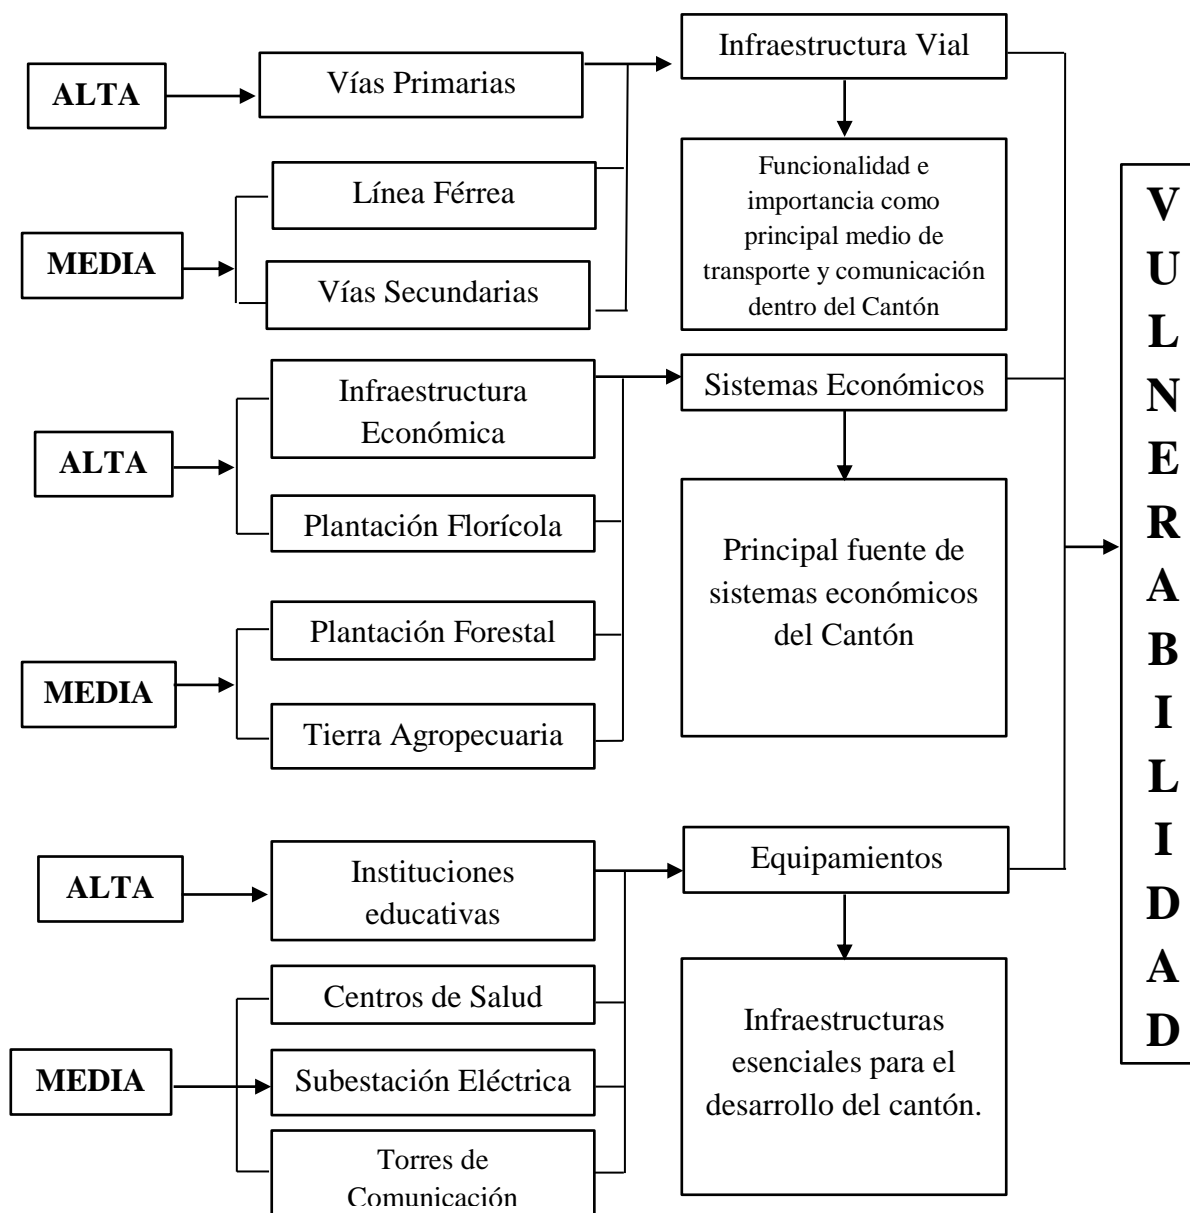 ALTA
Vías Primarias
Infraestructura Vial
MEDIA
Línea Férrea
Vías Secundarias
Funcionalidad e
importancia como
principal medio de
transporte y comunicación
dentro del Cantón
ALTA
Infraestructura
Económica
Plantación Florícola
Sistemas Económicos
MEDIA
Plantación Forestal
Tierra Agropecuaria
Principal fuente de
sistemas económicos
del Cantón
ALTA
Instituciones
educativas
Equipamientos
MEDIA
Centros de Salud
Subestación Eléctrica
Torres de
Comunicación
Infraestructuras
esenciales para el
desarrollo del cantón.
V
U
L
N
E
R
A
B
I
L
I
D
A
D